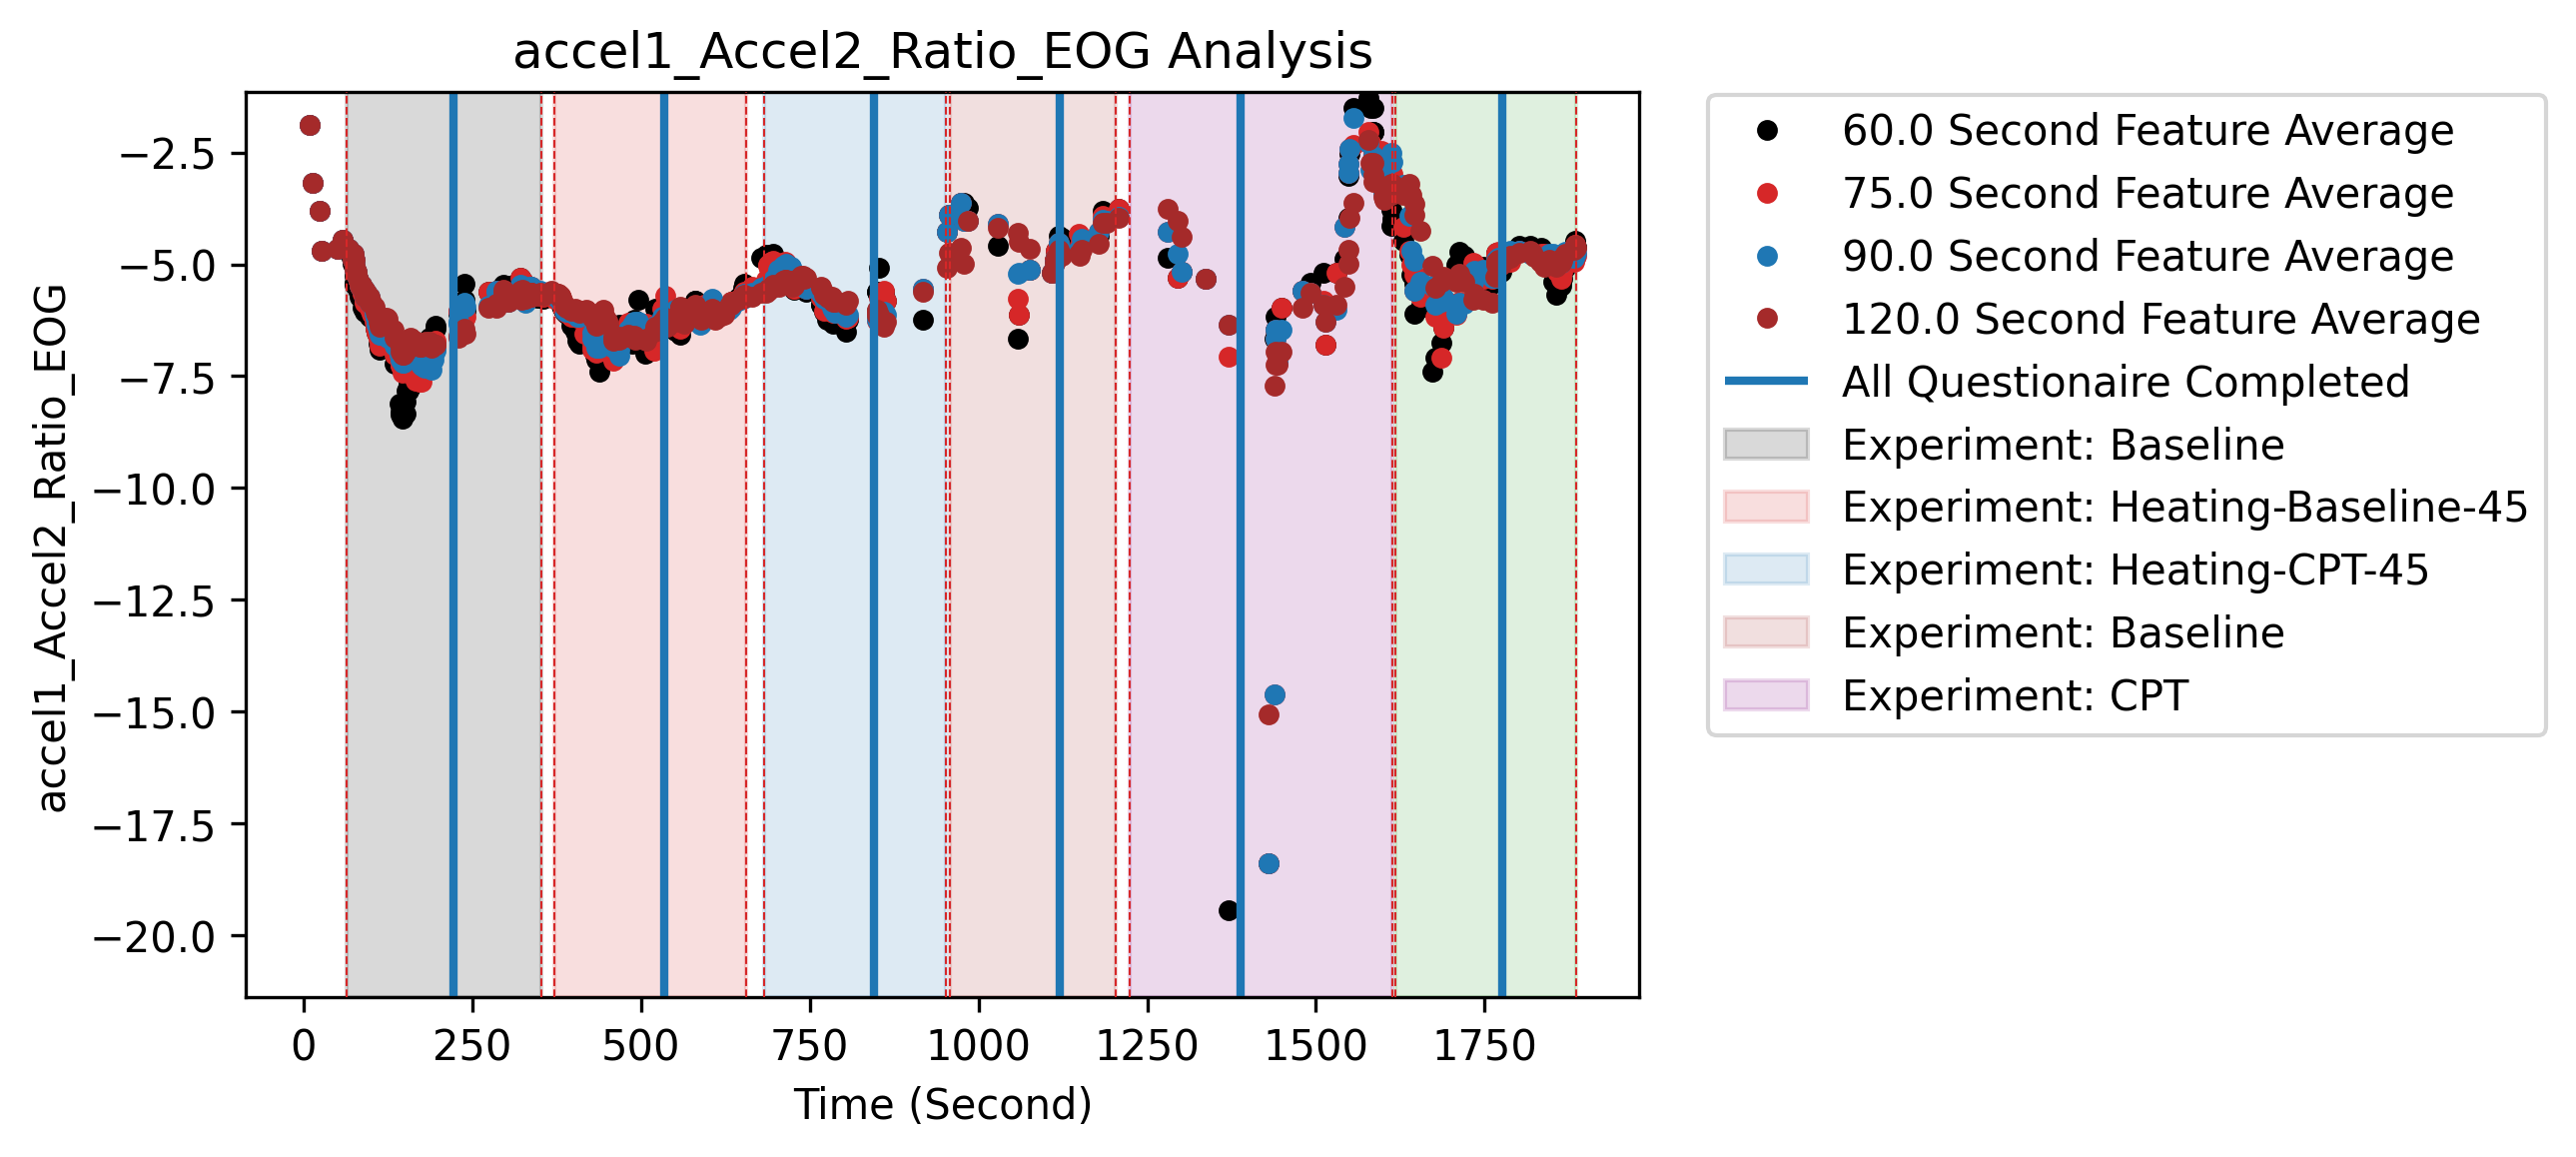 accel1_Accel2_Ratio_EOG Analysis
accel1_Accel2_Ratio_EOG
−2.5
−5.0
−7.5
−10.0
−12.5
−15.0
−17.5
−20.0
0 250 500 750 1000 1250 1500 1750
Time (Second)
60.0 Second Feature Average
75.0 Second Feature Average
90.0 Second Feature Average
120.0 Second Feature Average
All Questionaire Completed
Experiment: Baseline
Experiment: Heating-Baseline-45
Experiment: Heating-CPT-45
Experiment: Baseline
Experiment: CPT